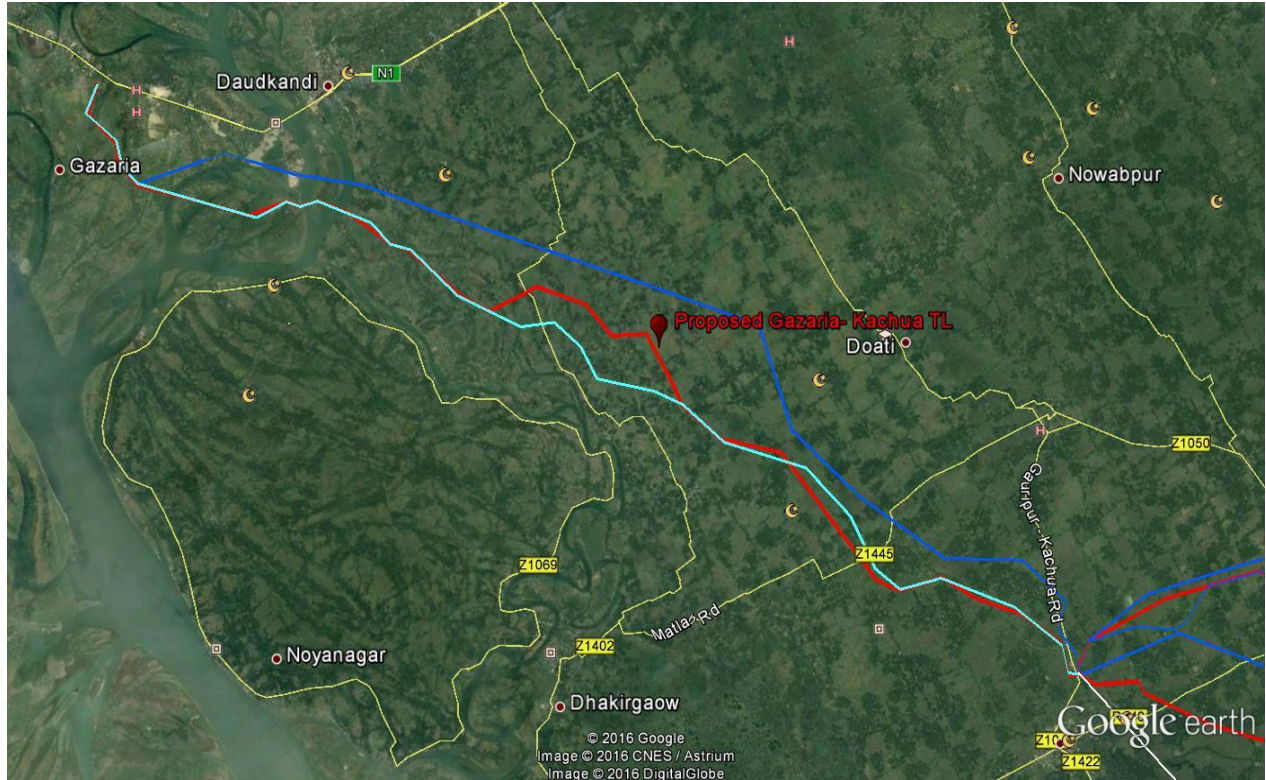 Daudkandi
N1
H
H
H
Gazaria
Nowabpur
Proposed Gazaria- Kachua TL
Doati
H
Z1050
Gauripur - Kachua Rd
Z1445
Z1069
Matlab Rd
Z1402
Noyanagar
Dhakirgaow
Google earth
Z1422
© 2016 Google
Image © 2016 CNES / Astrium
Image © 2016 DigitalGlobe